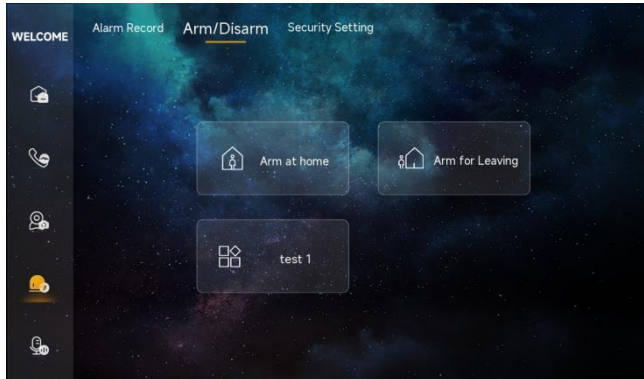 WELCOME
Alarm Record
Arm/Disarm
Security Setting
Arm at home
Arm for Leaving
test 1